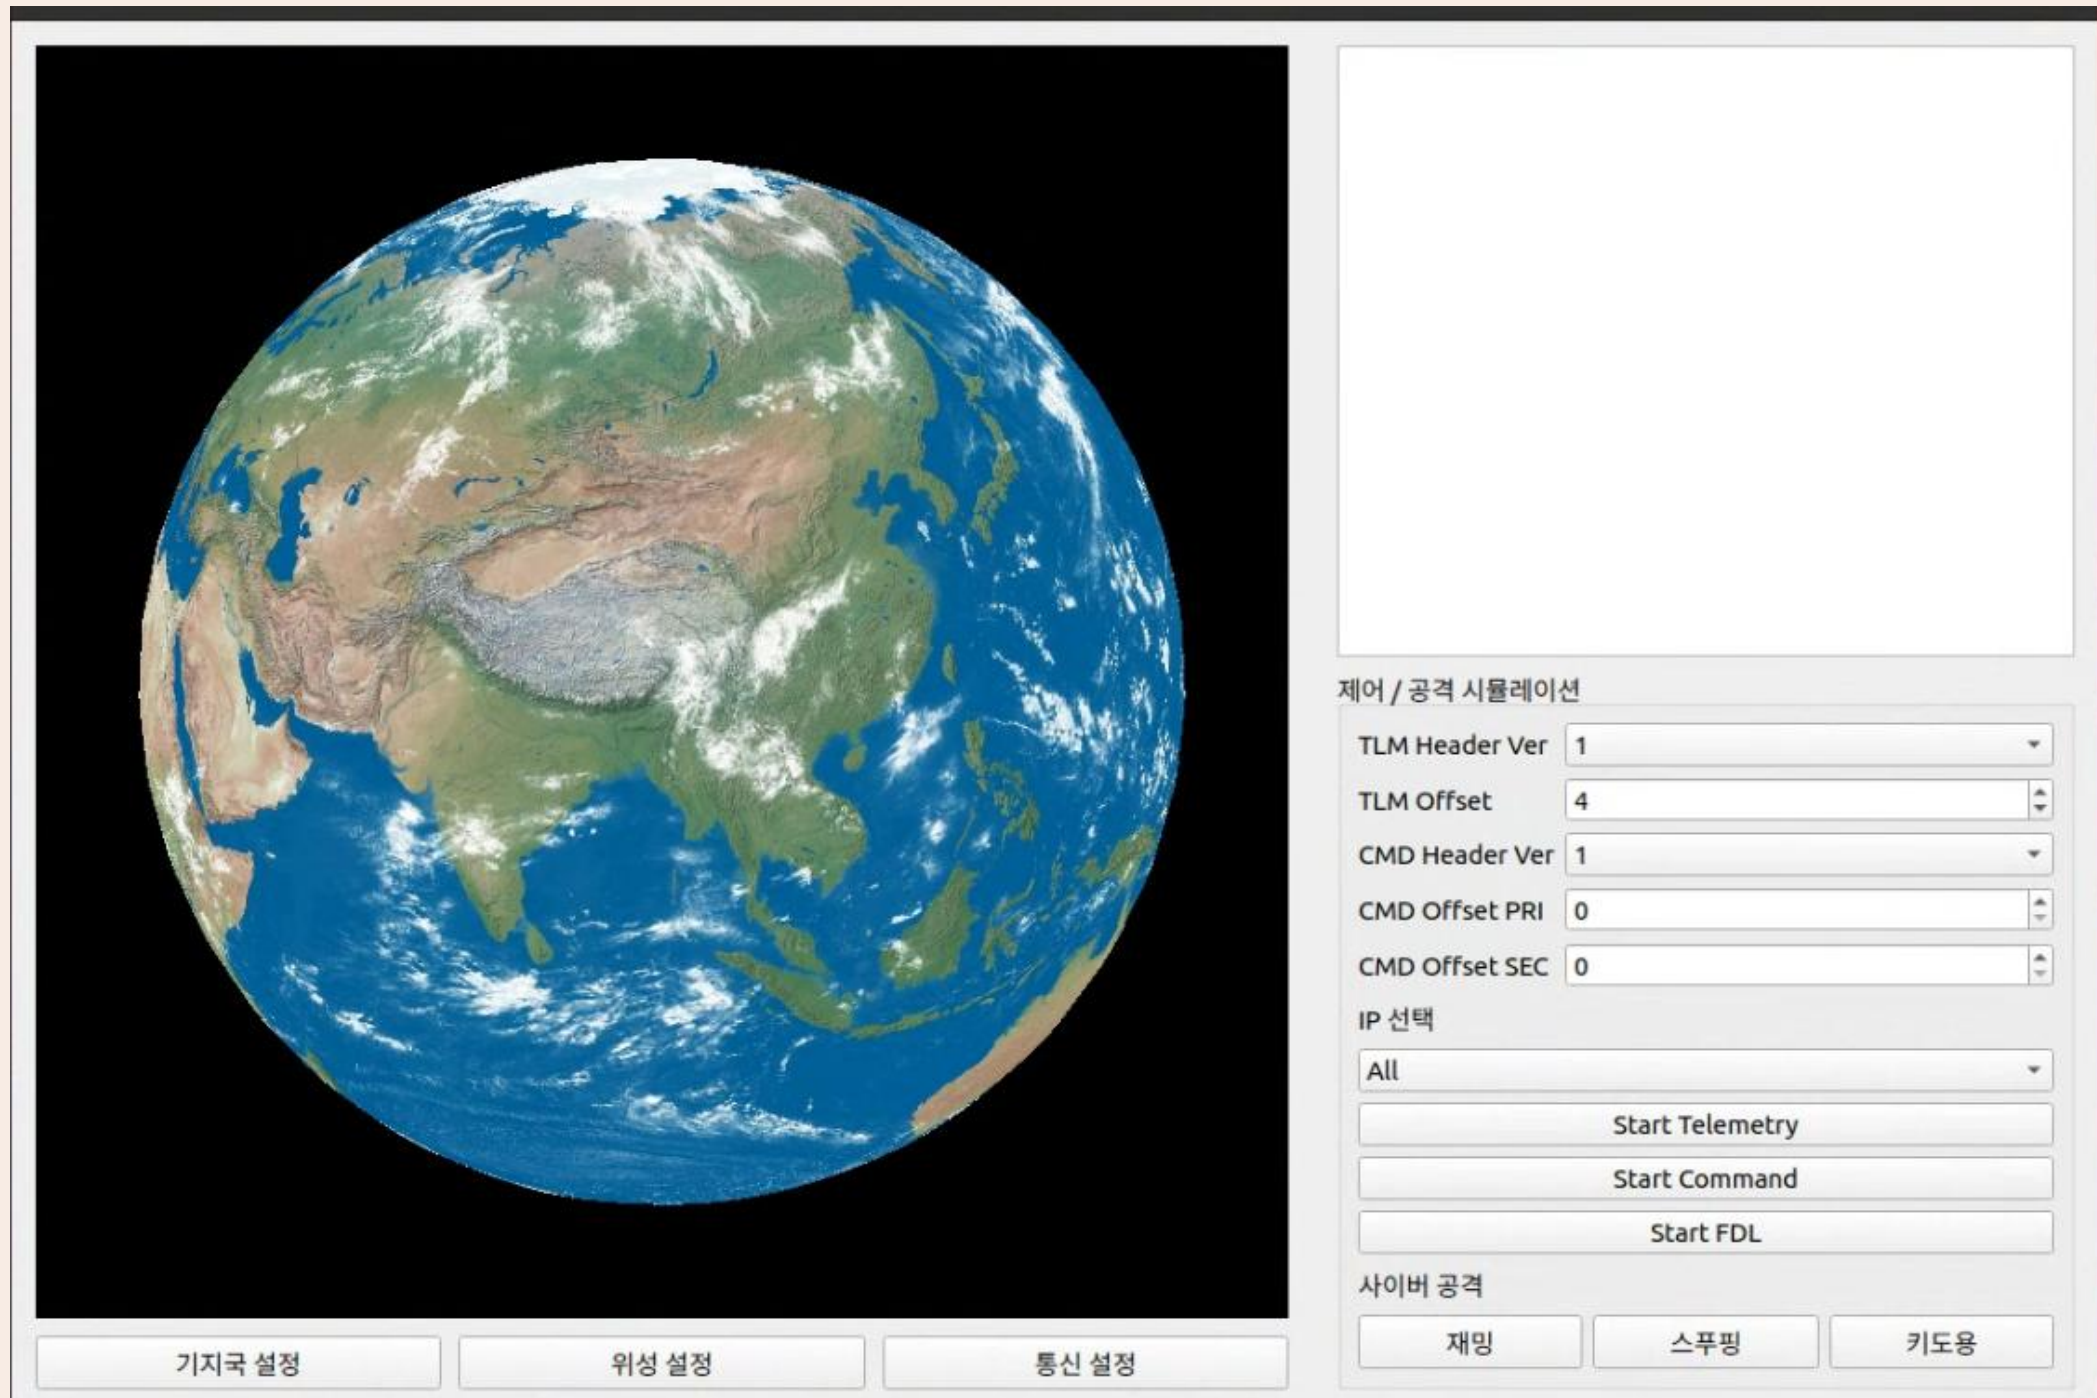 제어 / 공격 시뮬레이션
TLM Header Ver 1
TLM Offset 4
CMD Header Ver 1
CMD Offset PRI 0
CMD Offset SEC 0
IP 선택
All
Start Telemetry
Start Command
Start FDL
사이버 공격
재밍 스푸핑 키도용
기지국 설정 위성 설정 통신 설정